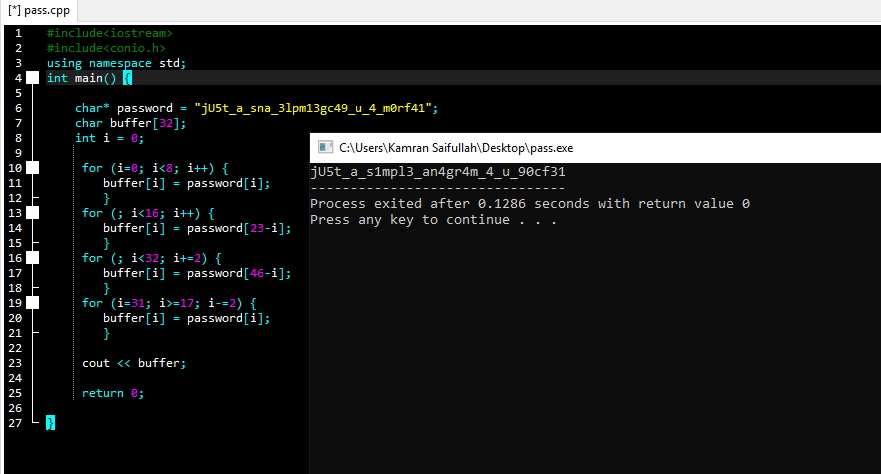 [*] pass.cpp
1 #include<iostream>
2 #include<conio.h>
3 using namespace std;
4 int main() {
5
6 char* password = "jU5t_a_sna_3lpm13gc49_u_4_m0rf41";
7 char buffer[32];
8 int i = 0;
9
10 for (i=0; i<8; i++) {
11 buffer[i] = password[i];
12 }
13 for (; i<16; i++) {
14 buffer[i] = password[23-i];
15 }
16 for (; i<32; i+=2) {
17 buffer[i] = password[46-i];
18 }
19 for (i=31; i>=17; i-=2) {
20 buffer[i] = password[i];
21 }
22
23 cout << buffer;
24
25 return 0;
26
27 }
C:\Users\Kamran Saifullah\Desktop\pass.exe
jU5t_a_s1mpl3_an4gr4m_4_u_90cf31
--------------------------------
Process exited after 0.1286 seconds with return value 0
Press any key to continue . . .